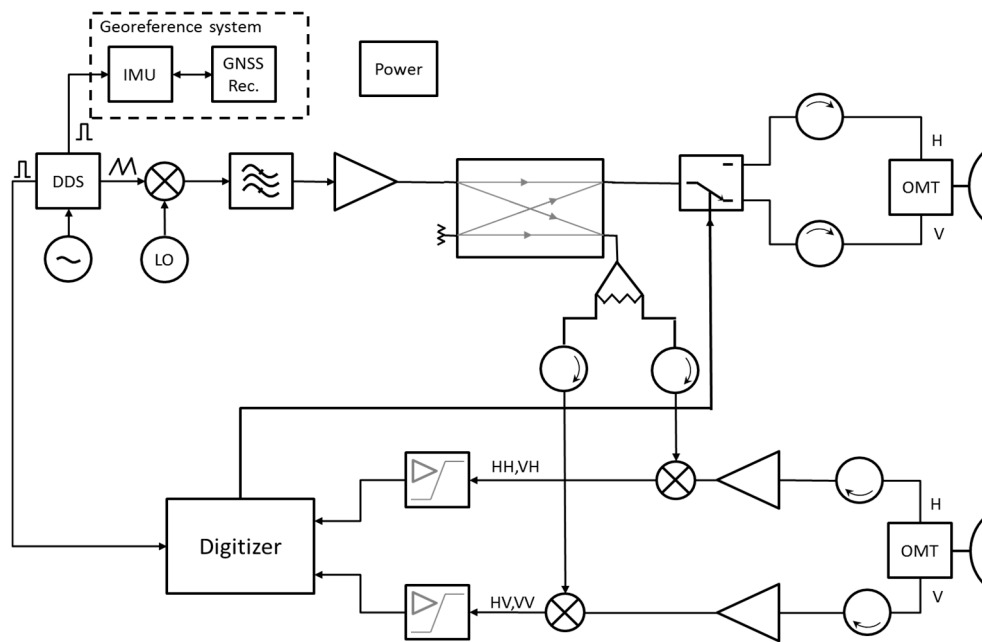 Georeference system
IMU
GNSS
Rec.
Power
DDS
LO
H
OMT
V
HH,VH
H
Digitizer
OMT
HV,VV
V